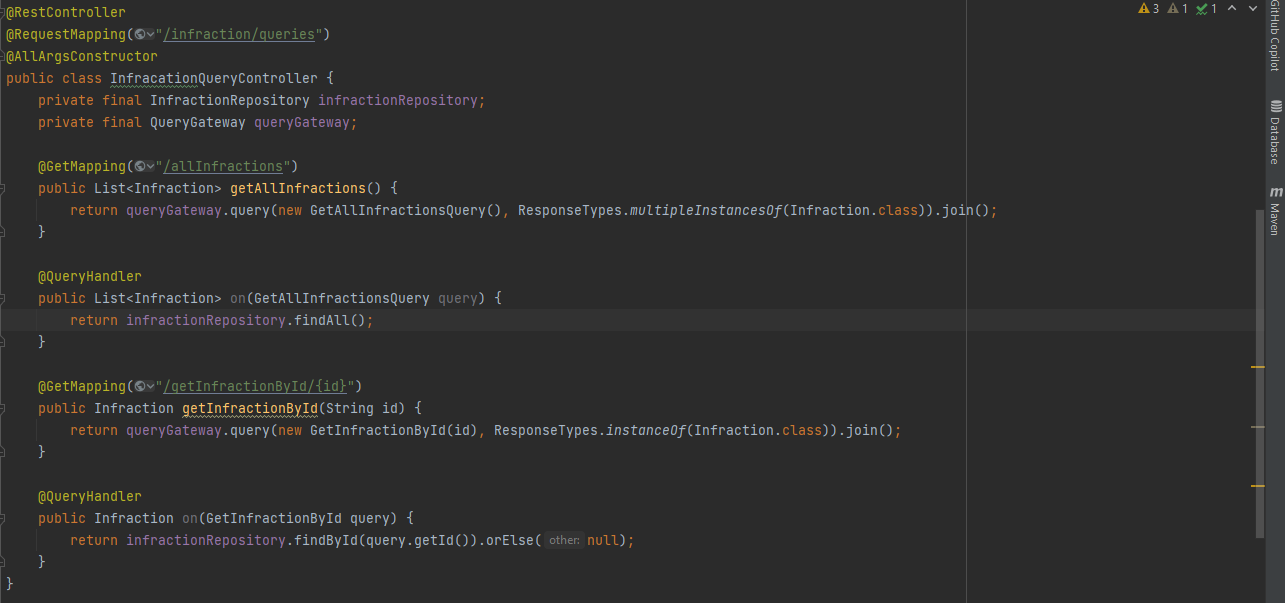 @RestController
@RequestMapping("/infraction/queries")
@AllArgsConstructor
public class InfracationQueryController {
    private final InfractionRepository infractionRepository;
    private final QueryGateway queryGateway;

    @GetMapping("/allInfractions")
    public List<Infraction> getAllInfractions() {
        return queryGateway.query(new GetAllInfractionsQuery(), ResponseTypes.multipleInstancesOf(Infraction.class)).join();
    }

    @QueryHandler
    public List<Infraction> on(GetAllInfractionsQuery query) {
        return infractionRepository.findAll();
    }

    @GetMapping("/getInfractionById/{id}")
    public Infraction getInfractionById(String id) {
        return queryGateway.query(new GetInfractionById(id), ResponseTypes.instanceOf(Infraction.class)).join();
    }

    @QueryHandler
    public Infraction on(GetInfractionById query) {
        return infractionRepository.findById(query.getId()).orElse( other: null);
    }
}
3 1 1
GitHub Copilot
Database
m Maven